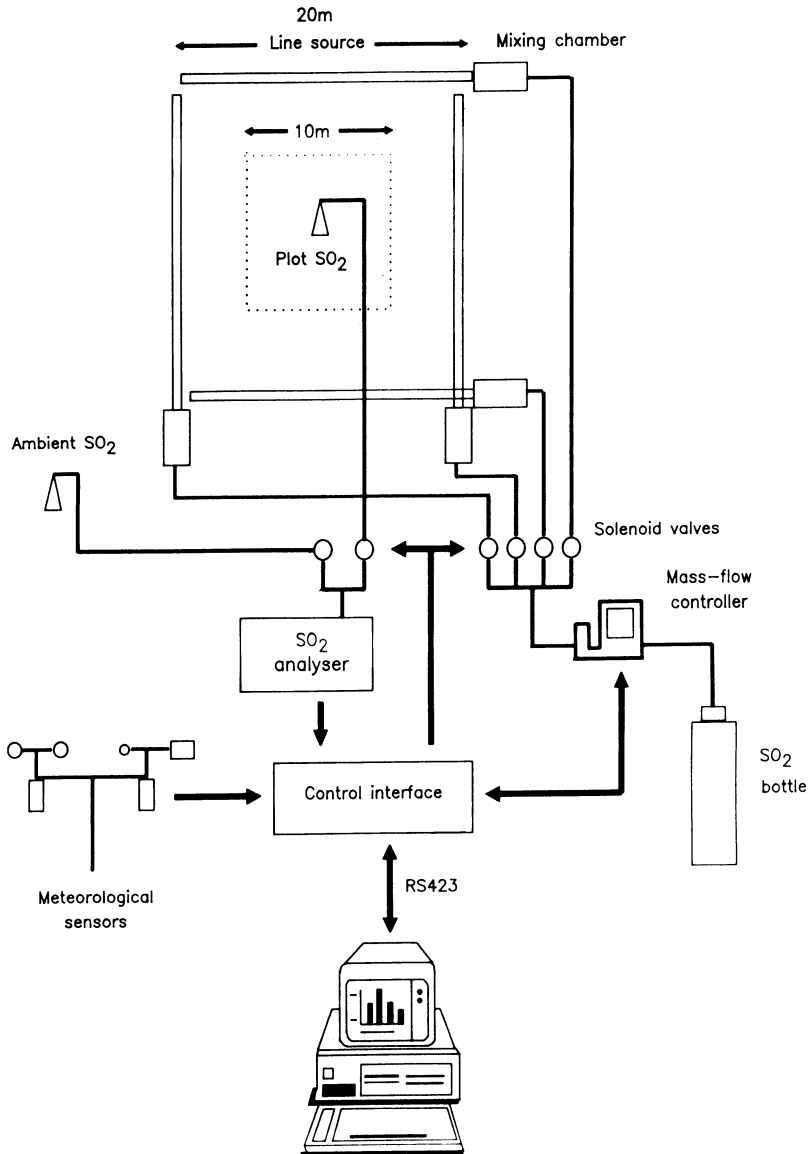 20m
Line source
Mixing chamber
10m
Plot SO2
Ambient SO2
Solenoid valves
Mass-flow
controller
SO2
analyser
SO2
bottle
Control interface
RS423
Meteorological
sensors